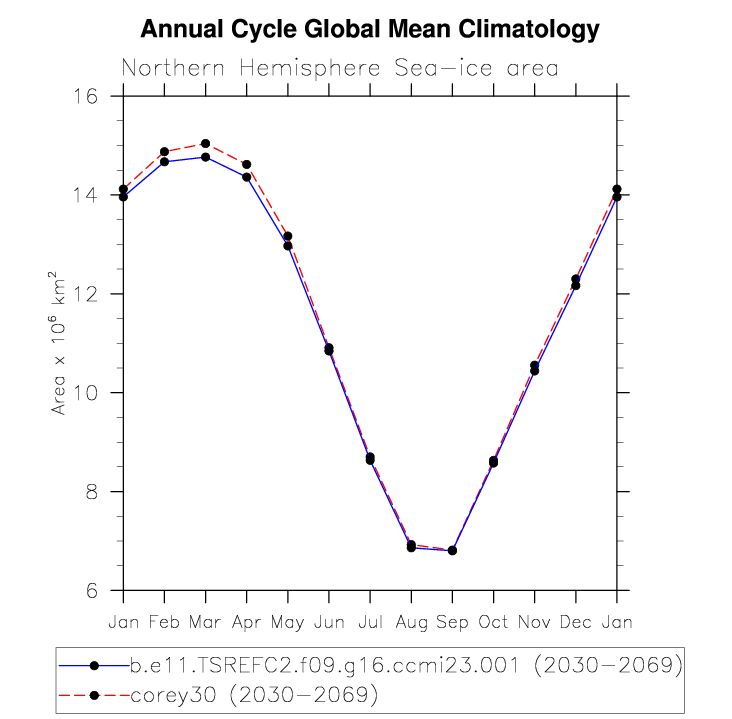 Annual Cycle Global Mean Climatology
Northern Hemisphere Sea-ice area
16
14
12
10
8
6
Area x 10⁶ km²
Jan Feb Mar Apr May Jun Jul Aug Sep Oct Nov Dec Jan
b.e11.TSREFC2.f09.g16.ccmi23.001 (2030-2069)
corey30 (2030-2069)